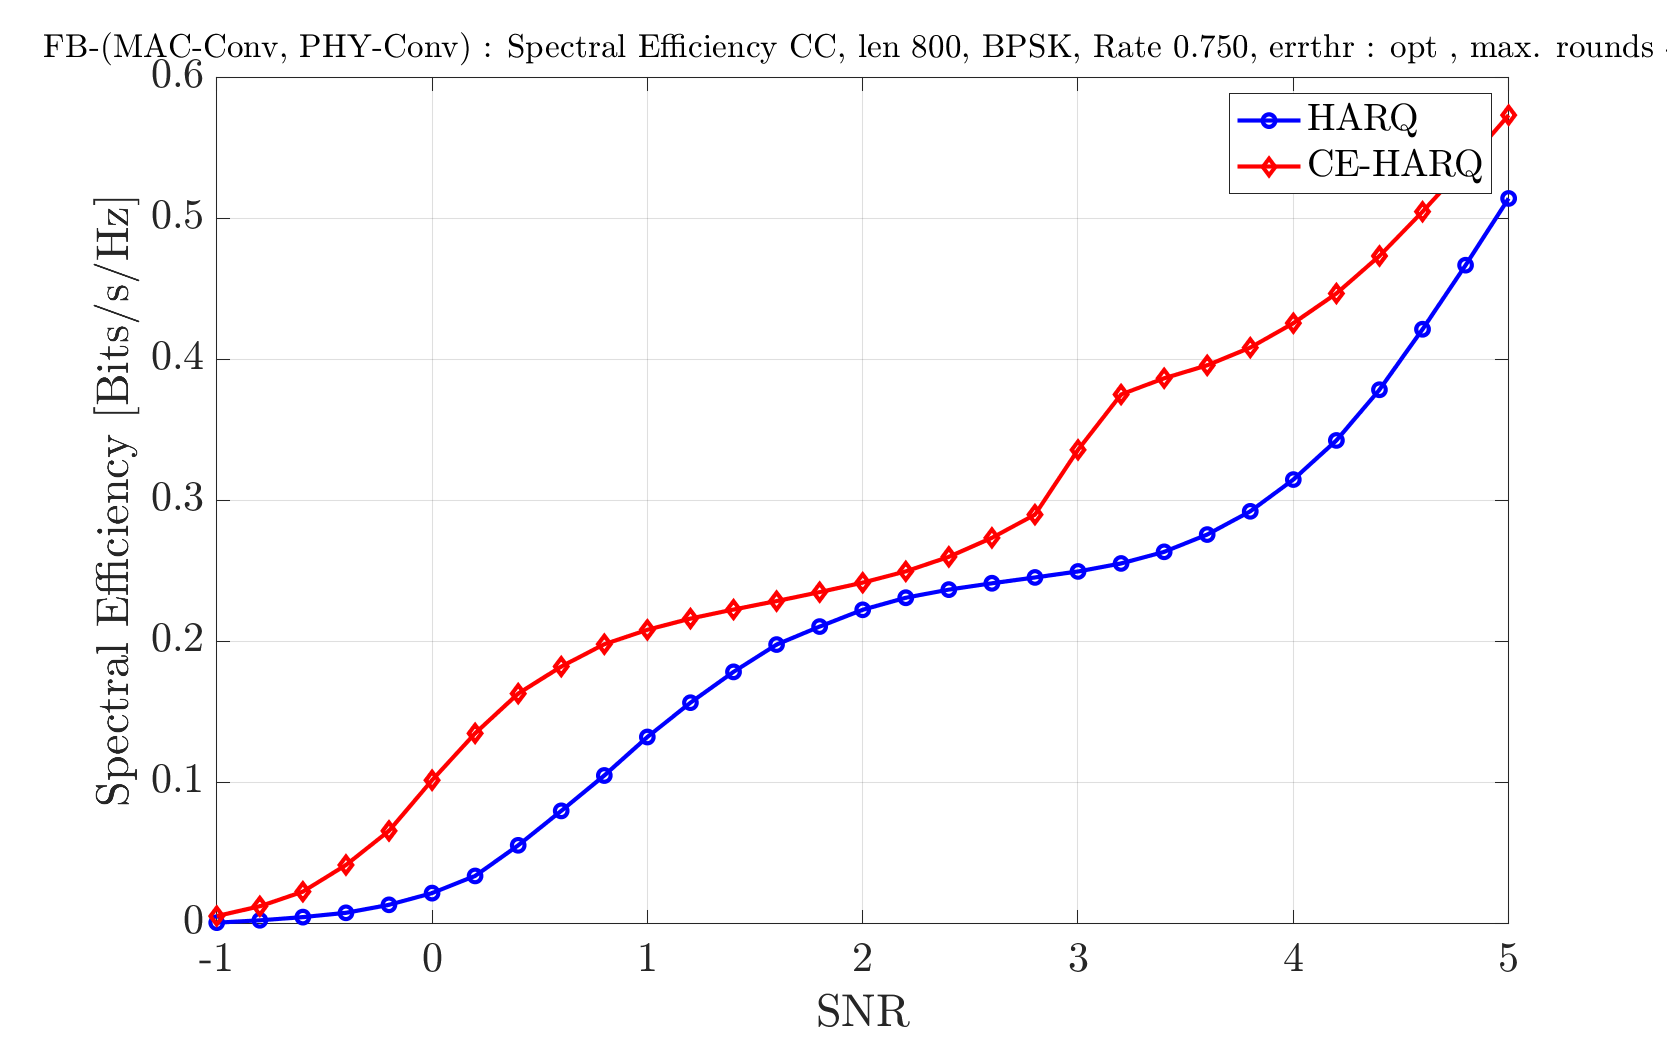 FB-(MAC-Conv, PHY-Conv) : Spectral Efficiency CC, len 800, BPSK, Rate 0.750, errthr : opt , max. rounds
HARQ
CE-HARQ
Spectral Efficiency [Bits/s/Hz]
0.6
0.5
0.4
0.3
0.2
0.1
0
-1 0 1 2 3 4 5
SNR